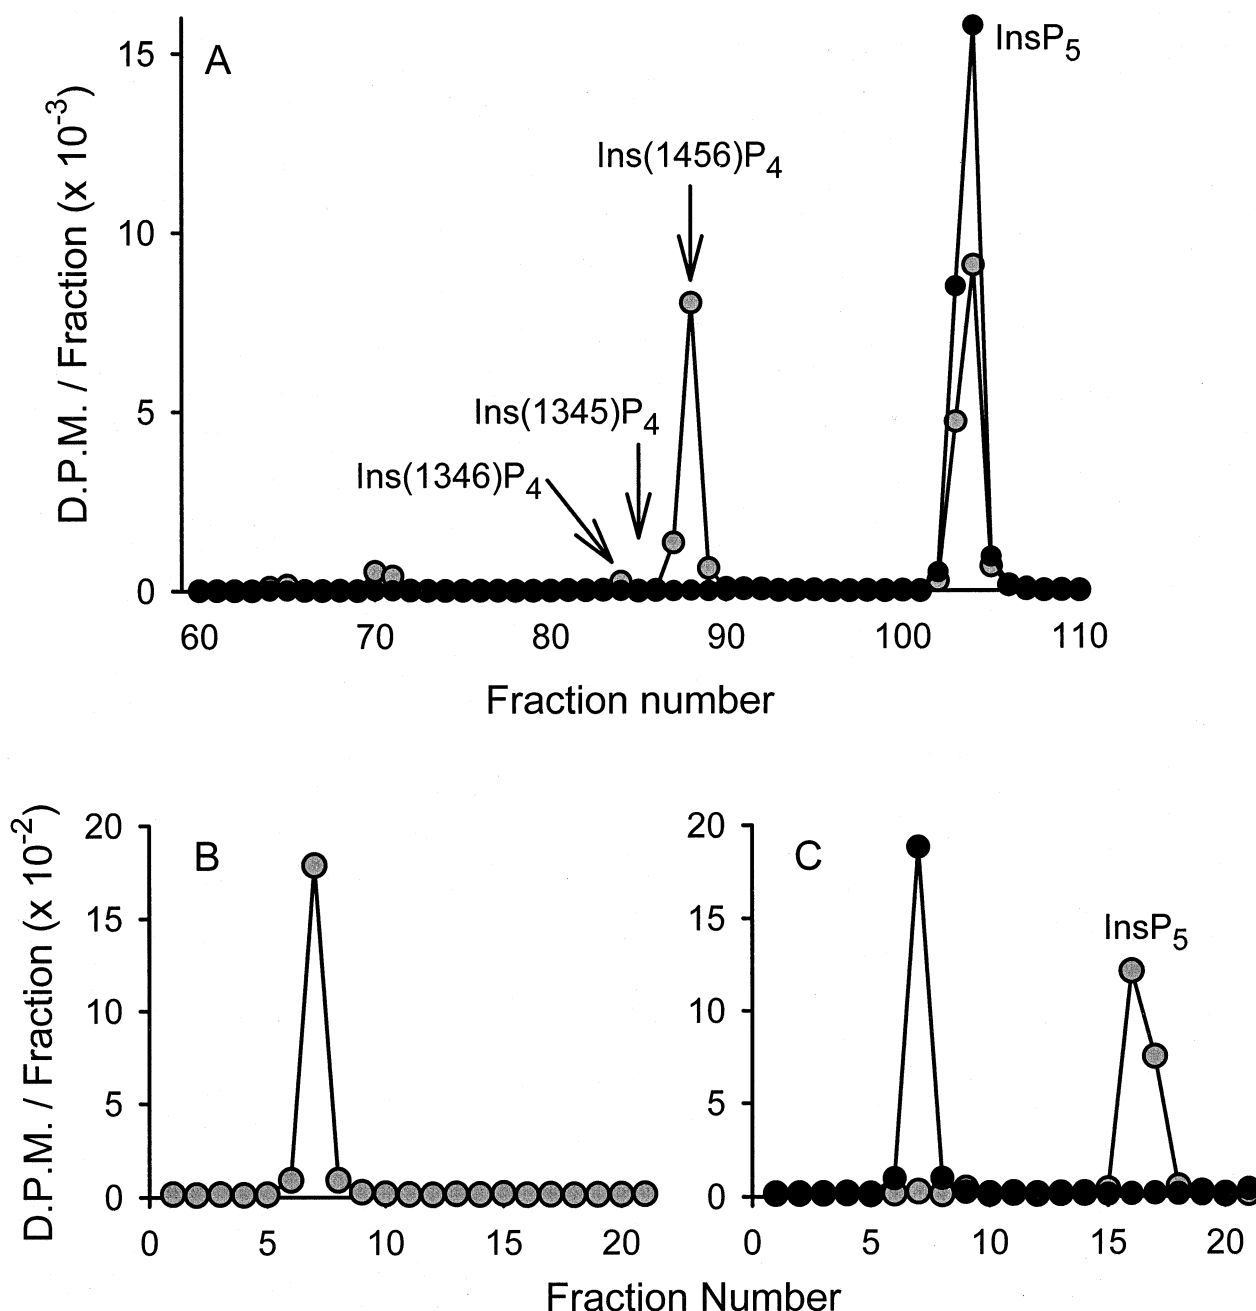 A
InsP5
15
Ins(1456)P4
10
Ins(1345)P4
5
Ins(1346)P4
0
60 70 80 90 100 110
D.P.M. / Fraction (x 10-3)
Fraction number
B
20
15
10
5
0
0 5 10 15 20
D.P.M. / Fraction (x 10-2)
C
InsP5
20
15
10
5
0
0 5 10 15 20
Fraction Number